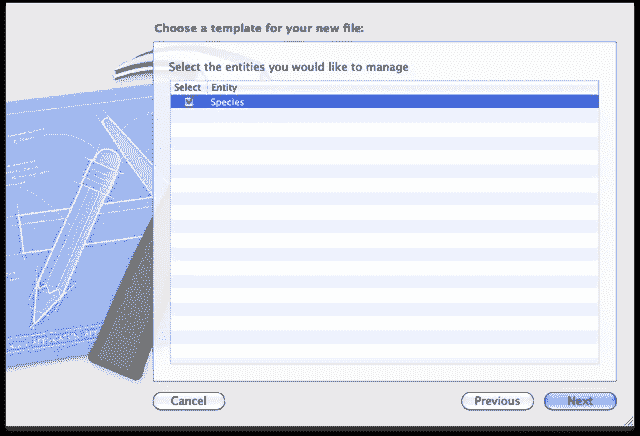 Choose a template for your new file:
Select the entities you would like to manage
Select Entity
Species
Cancel Previous Next